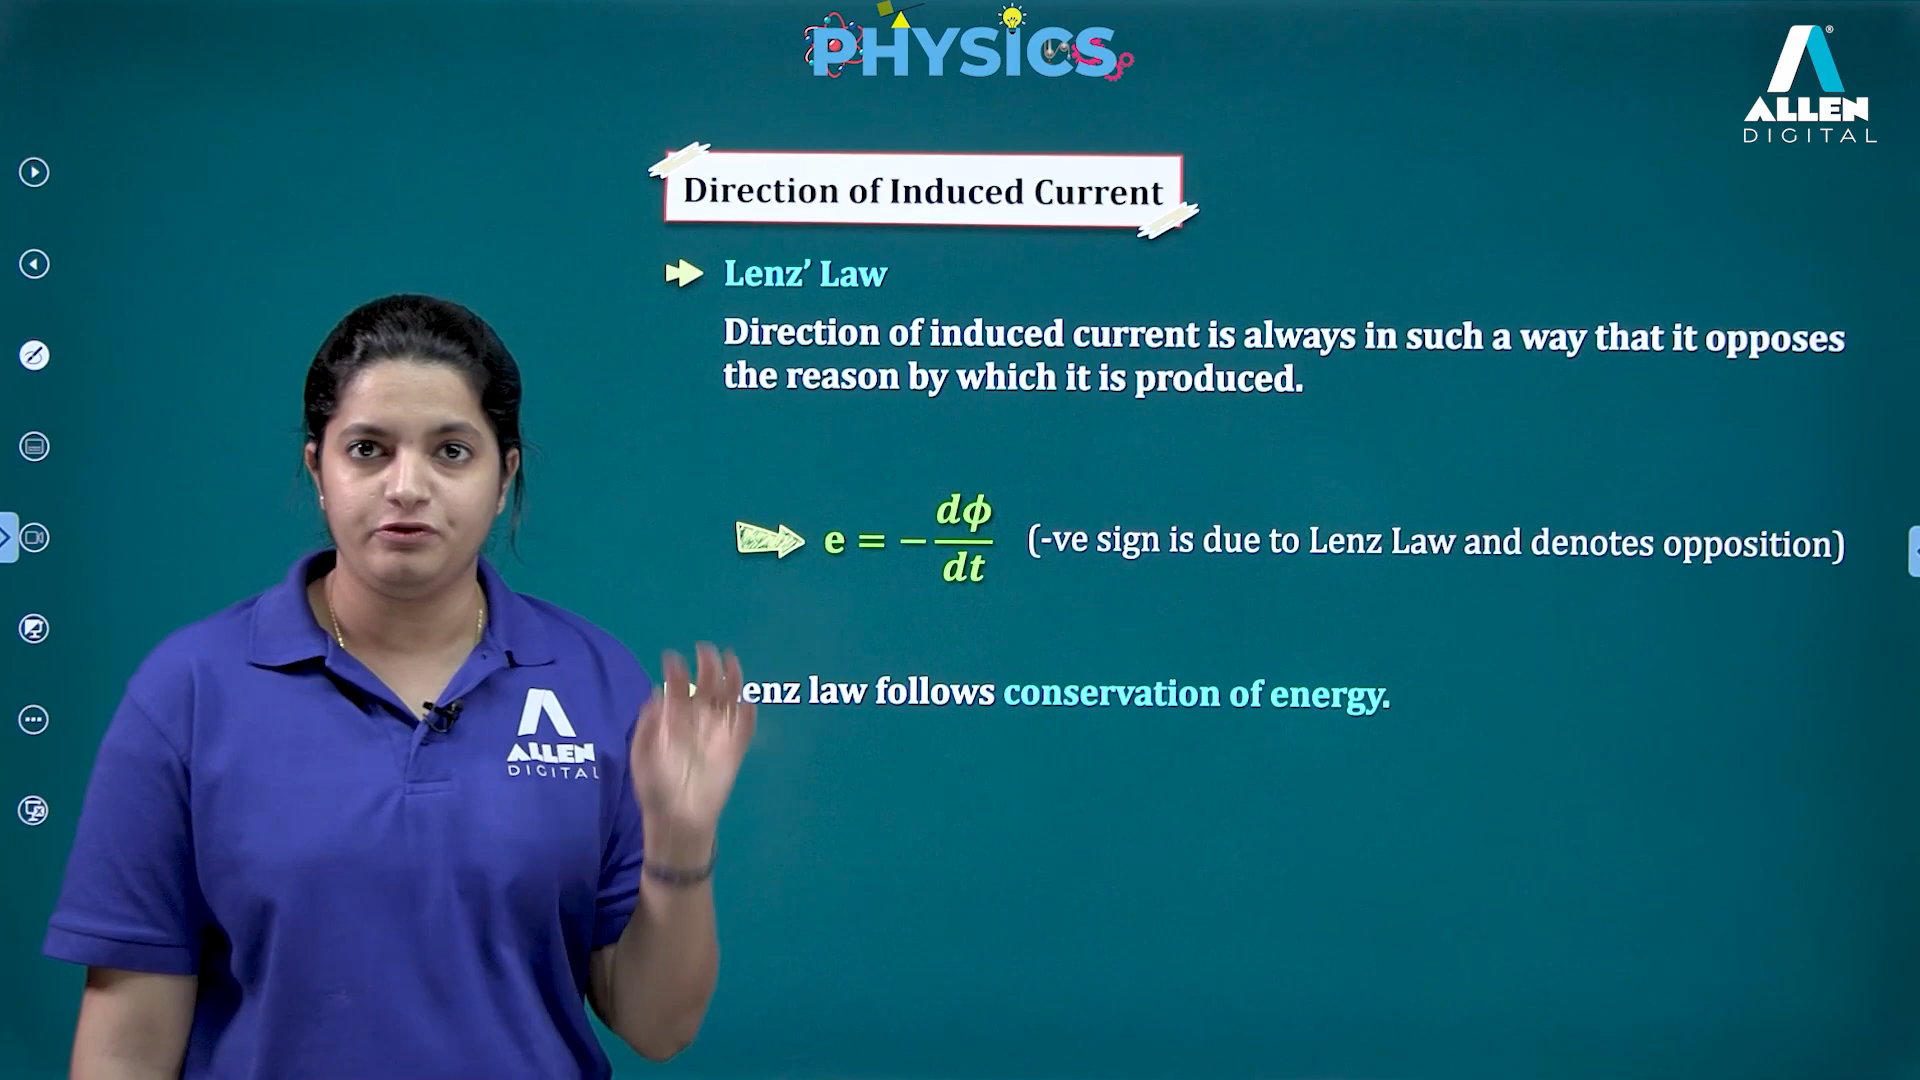 PHYSICS
ALLEN
DIGITAL
Direction of Induced Current
Lenz’ Law
Direction of induced current is always in such a way that it opposes
the reason by which it is produced.
e = −dϕ/dt (-ve sign is due to Lenz Law and denotes opposition)
law follows conservation of energy.
ALLEN
DIGITAL